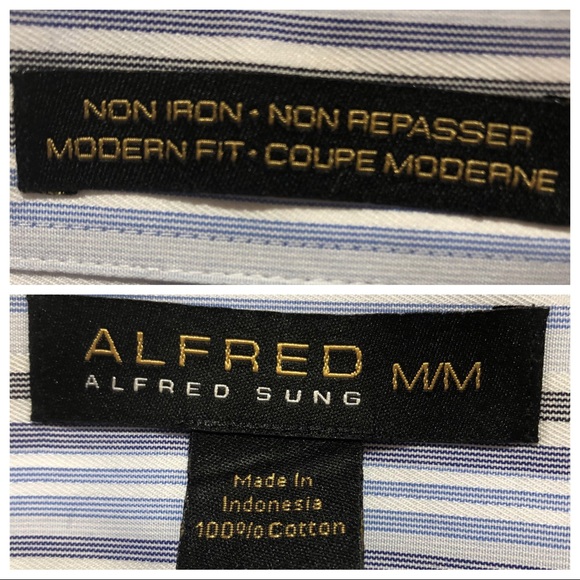 NON IRON · NON REPASSER
MODERN FIT · COUPE MODERNE
ALFRED M/M
ALFRED SUNG
Made In
Indonesia
100% Cotton